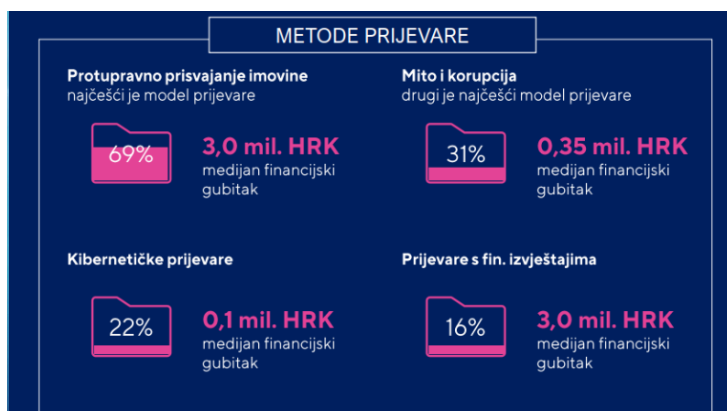 METODE PRIJEVARE
Protupravno prisvajanje imovine
najčešći je model prijevare
69%
3,0 mil. HRK
medijan financijski
gubitak
Mito i korupcija
drugi je najčešći model prijevare
31%
0,35 mil. HRK
medijan financijski
gubitak
Kibernetičke prijevare
22%
0,1 mil. HRK
medijan financijski
gubitak
Prijevare s fin. izvještajima
16%
3,0 mil. HRK
medijan financijski
gubitak